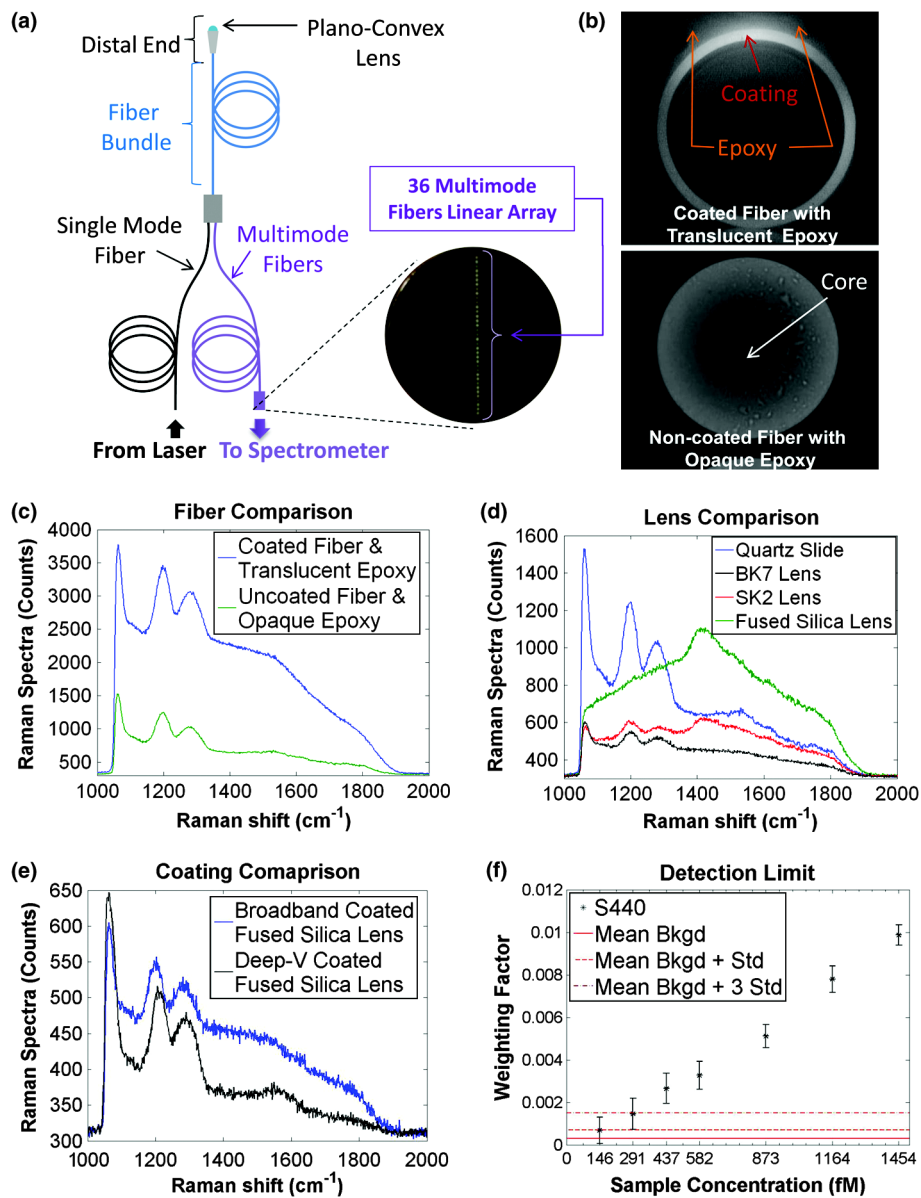 (a)
Distal End
Plano-Convex
Lens
Fiber
Bundle
36 Multimode
Fibers Linear Array
Single Mode
Fiber
Multimode
Fibers
From Laser
To Spectrometer
(b)
Coating
Epoxy
Coated Fiber with
Translucent Epoxy
Core
Non-coated Fiber with
Opaque Epoxy
(c)
Fiber Comparison
Raman Spectra (Counts)
4000
3500
3000
2500
2000
1500
1000
500
Coated Fiber &
Translucent Epoxy
Uncoated Fiber &
Opaque Epoxy
1000 1200 1400 1600 1800 2000
Raman shift (cm-1)
(d)
Lens Comparison
Raman Spectra (Counts)
1600
1400
1200
1000
800
600
400
Quartz Slide
BK7 Lens
SK2 Lens
Fused Silica Lens
1000 1200 1400 1600 1800 2000
Raman shift (cm-1)
(e)
Coating Comaprison
Raman Spectra (Counts)
650
600
550
500
450
400
350
300
Broadband Coated
Fused Silica Lens
Deep-V Coated
Fused Silica Lens
1000 1200 1400 1600 1800 2000
Raman shift (cm-1)
(f)
Detection Limit
Weighting Factor
0.012
0.01
0.008
0.006
0.004
0.002
0
S440
Mean Bkgd
Mean Bkgd + Std
Mean Bkgd + 3 Std
0 146 291 437 582 873 1164 1454
Sample Concentration (fM)